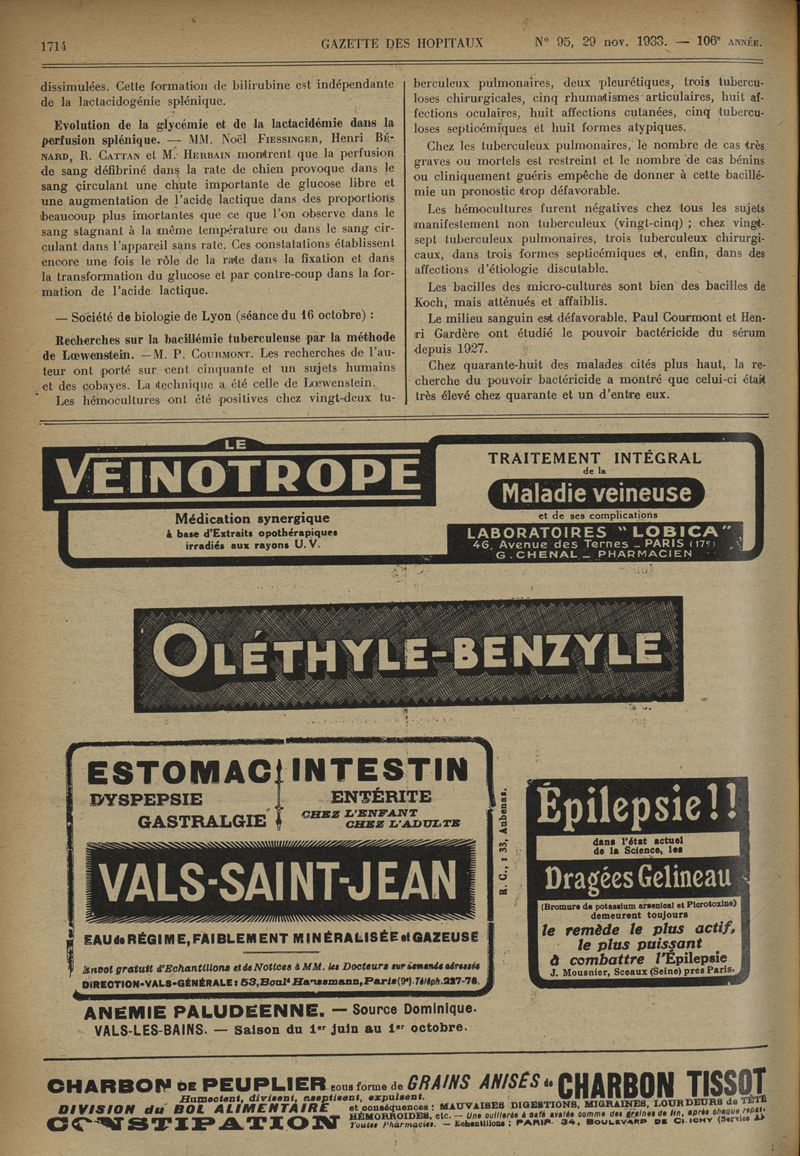 1714
GAZETTE DES HOPITAUX
N° 95, 29 nov. 1933. — 106e ANNÉE.
dissimulées. Cette formation de bilirubine est indépendante
de la lactacidogénie splénique.
Evolution de la glycémie et de la lactacidémie dans la
perfusion splénique. — MM. Noël FIESSINGER, Henri BÉ-
NARD, R. CATTAN et M. HERBAIN montrent que la perfusion
de sang défibriné dans la rate de chien provoque dans le
sang circulant une chute importante de glucose libre et
une augmentation de l'acide lactique dans des proportions
beaucoup plus imortantes que ce que l'on observe dans le
sang stagnant à la même température ou dans le sang cir-
culant dans l'appareil sans rate. Ces constatations établissent
encore une fois le rôle de la rate dans la fixation et dans
la transformation du glucose et par contre-coup dans la for-
mation de l'acide lactique.
— Société de biologie de Lyon (séance du 16 octobre) :
Recherches sur la bacillémie tuberculeuse par la méthode
de Lœwenstein. — M. P. COURMONT. Les recherches de l'au-
teur ont porté sur cent cinquante et un sujets humains
et des cobayes. La technique a été celle de Lœwenstein.
Les hémocultures ont été positives chez vingt-deux tu-
berculeux pulmonaires, deux pleurétiques, trois tubercu-
loses chirurgicales, cinq rhumatismes articulaires, huit af-
fections oculaires, huit affections cutanées, cinq tubercu-
loses septicémiques et huit formes atypiques.
Chez les tuberculeux pulmonaires, le nombre de cas très
graves ou mortels est restreint et le nombre de cas bénins
ou cliniquement guéris empêche de donner à cette bacillé-
mie un pronostic trop défavorable.
Les hémocultures furent négatives chez tous les sujets
manifestement non tuberculeux (vingt-cinq) ; chez vingt-
sept tuberculeux pulmonaires, trois tuberculeux chirurgi-
caux, dans trois formes septicémiques et, enfin, dans des
affections d'étiologie discutable.
Les bacilles des micro-cultures sont bien des bacilles de
Koch, mais atténués et affaiblis.
Le milieu sanguin est défavorable. Paul Courmont et Hen-
ri Gardère ont étudié le pouvoir bactéricide du sérum
depuis 1927.
Chez quarante-huit des malades cités plus haut, la re-
cherche du pouvoir bactéricide a montré que celui-ci était
très élevé chez quarante et un d'entre eux.
LE
VEINOTROPE
Médication synergique
à base d'Extraits opothérapiques
irradiés aux rayons U. V.
TRAITEMENT INTÉGRAL
de la
Maladie veineuse
et de ses complications
LABORATOIRES "LOBICA"
46, Avenue des Ternes _ PARIS (17e)
G. CHENAL _ PHARMACIEN
OLÉTHYLE-BENZYLE
ESTOMAC INTESTIN
DYSPEPSIE
GASTRALGIE
ENTÉRITE
CHEZ L'ENFANT
CHEZ L'ADULTE
VALS-SAINT-JEAN
EAU de RÉGIME, FAIBLEMENT MINÉRALISÉE et GAZEUSE
Envoi gratuit d'Echantillons et de Notices à MM. les Docteurs sur demande adressée
DIRECTION-VALS-GÉNÉRALE : 53, Boult Haussmann, Paris (9e). Téléph. 227-76.
ANEMIE PALUDEENNE. — Source Dominique.
VALS-LES-BAINS. — Saison du 1er juin au 1er octobre.
R. C., 1 33, Aubenas.
Épilepsie!!
dans l'état actuel
de la Science, les
Dragées Gelineau
(Bromure de potassium arsenical et Picrotoxine)
demeurent toujours
le remède le plus actif,
le plus puissant
à combattre l'Épilepsie
J. Mousnier, Sceaux (Seine) près Paris.
CHARBON DE PEUPLIER sous forme de GRAINS ANISÉS de CHARBON TISSOT
Humectent, divisent, aseptisent, expulsent.
DIVISION du BOL ALIMENTAIRE
CONSTIPATION
et conséquences : MAUVAISES DIGESTIONS, MIGRAINES, LOURDEURS de TÊTE
HÉMORROIDES, etc. — Une cuillerée à café avalée comme des graines de lin, après chaque repas.
Toutes Pharmacies. — Echantillons : PARIS. 34, BOULEVARD DE CLICHY (Service A)